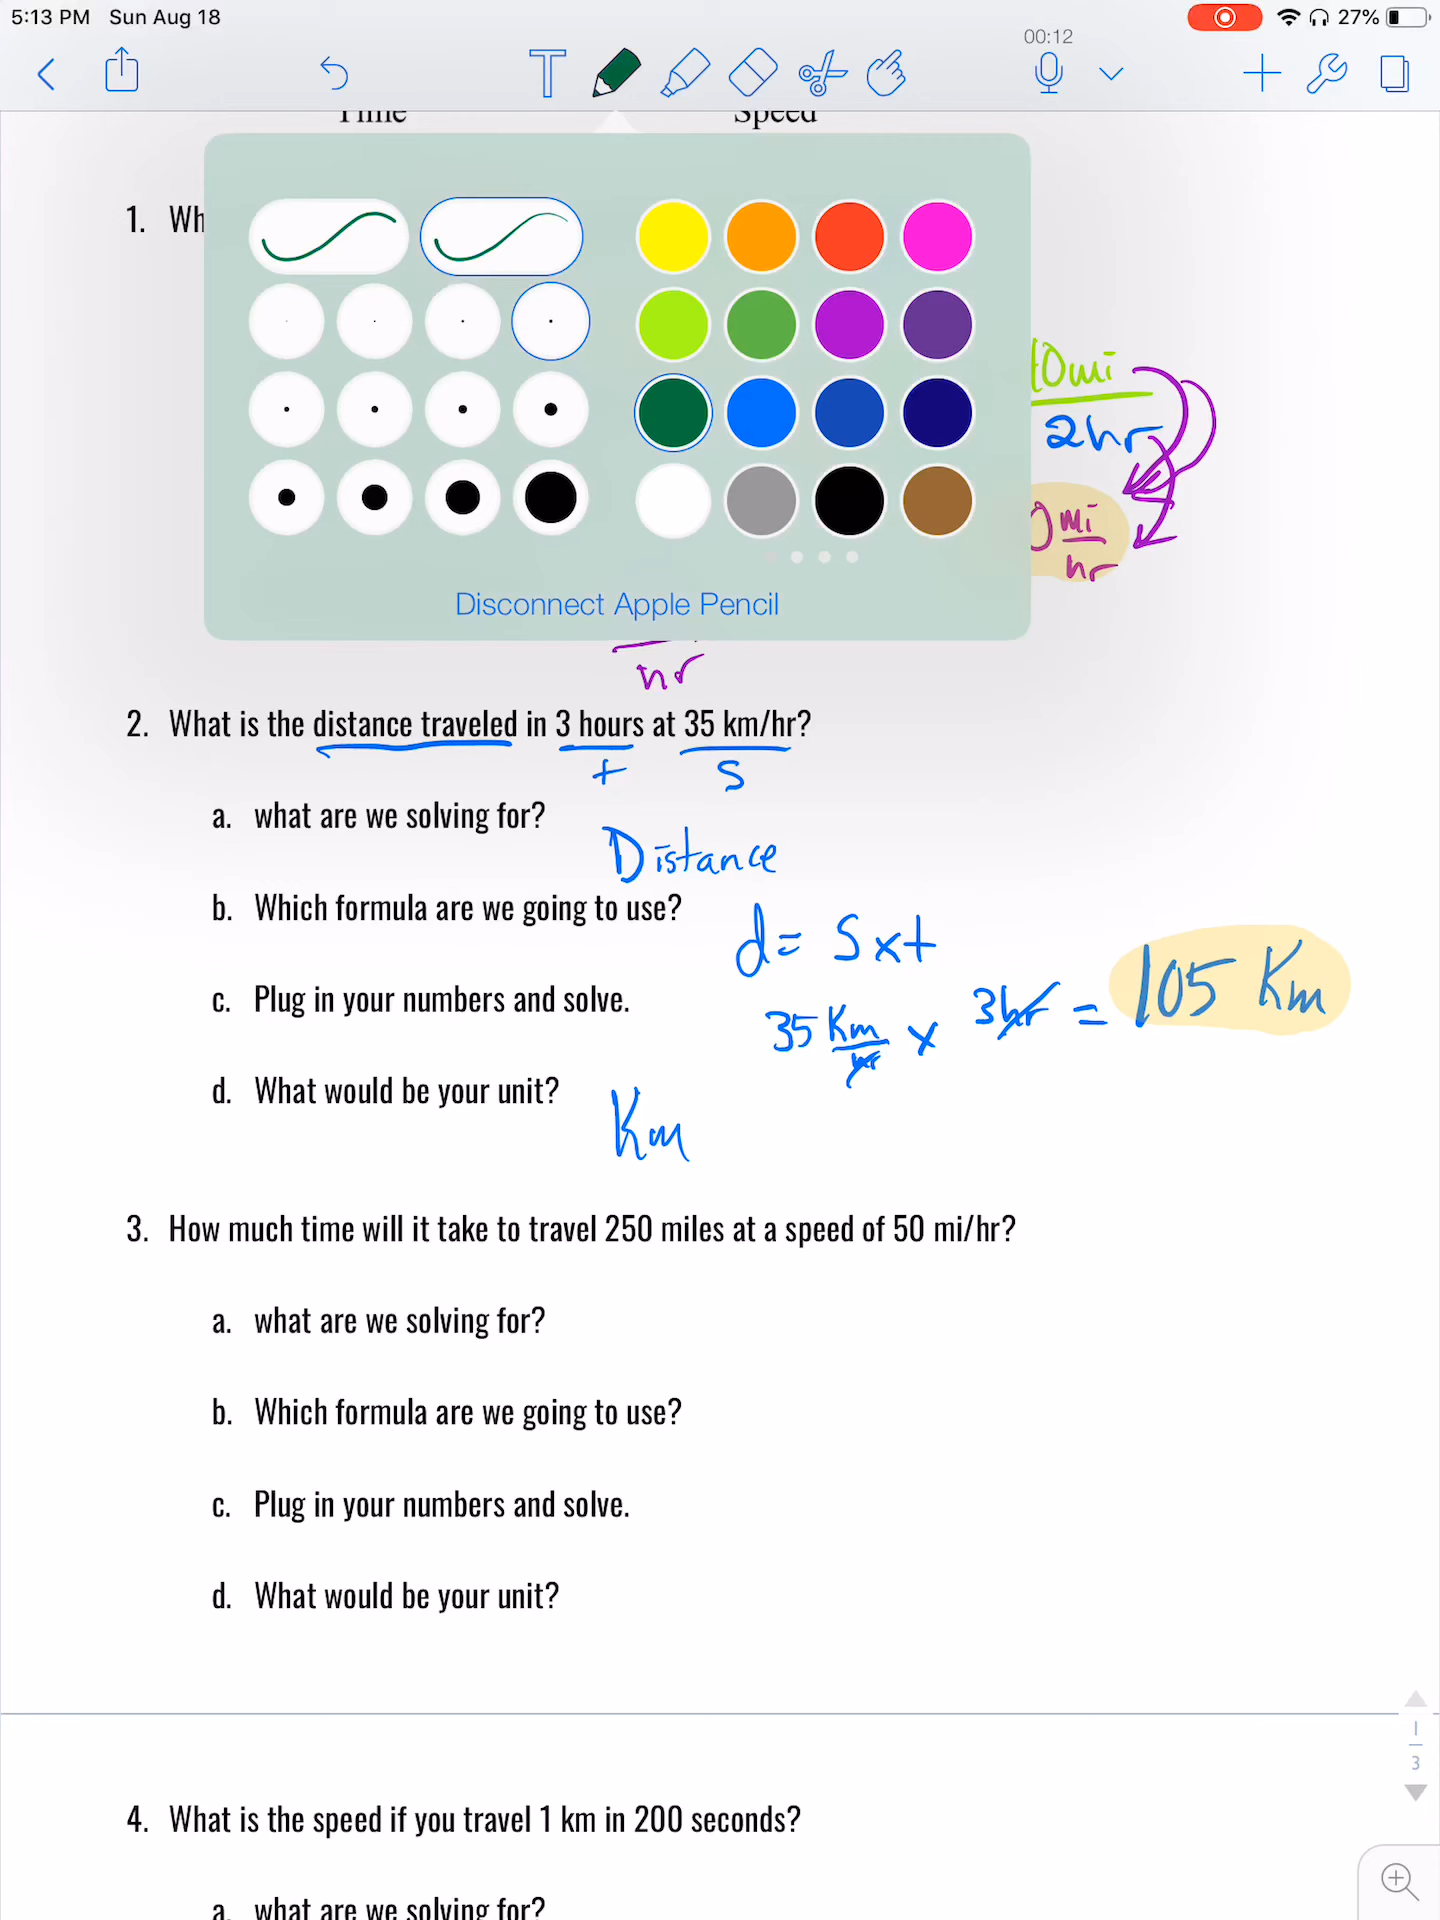 5:13 PM Sun Aug 18
27%
00:12
Time Speed
1. Wh
0mi
2hr
mi
hr
Disconnect Apple Pencil
hr
2. What is the distance traveled in 3 hours at 35 km/hr?
t s
a. what are we solving for?
Distance
b. Which formula are we going to use?
d= S x t
c. Plug in your numbers and solve.
35 Km/hr x 3hr = 105 Km
d. What would be your unit?
Km
3. How much time will it take to travel 250 miles at a speed of 50 mi/hr?
a. what are we solving for?
b. Which formula are we going to use?
c. Plug in your numbers and solve.
d. What would be your unit?
1
3
4. What is the speed if you travel 1 km in 200 seconds?
a. what are we solving for?